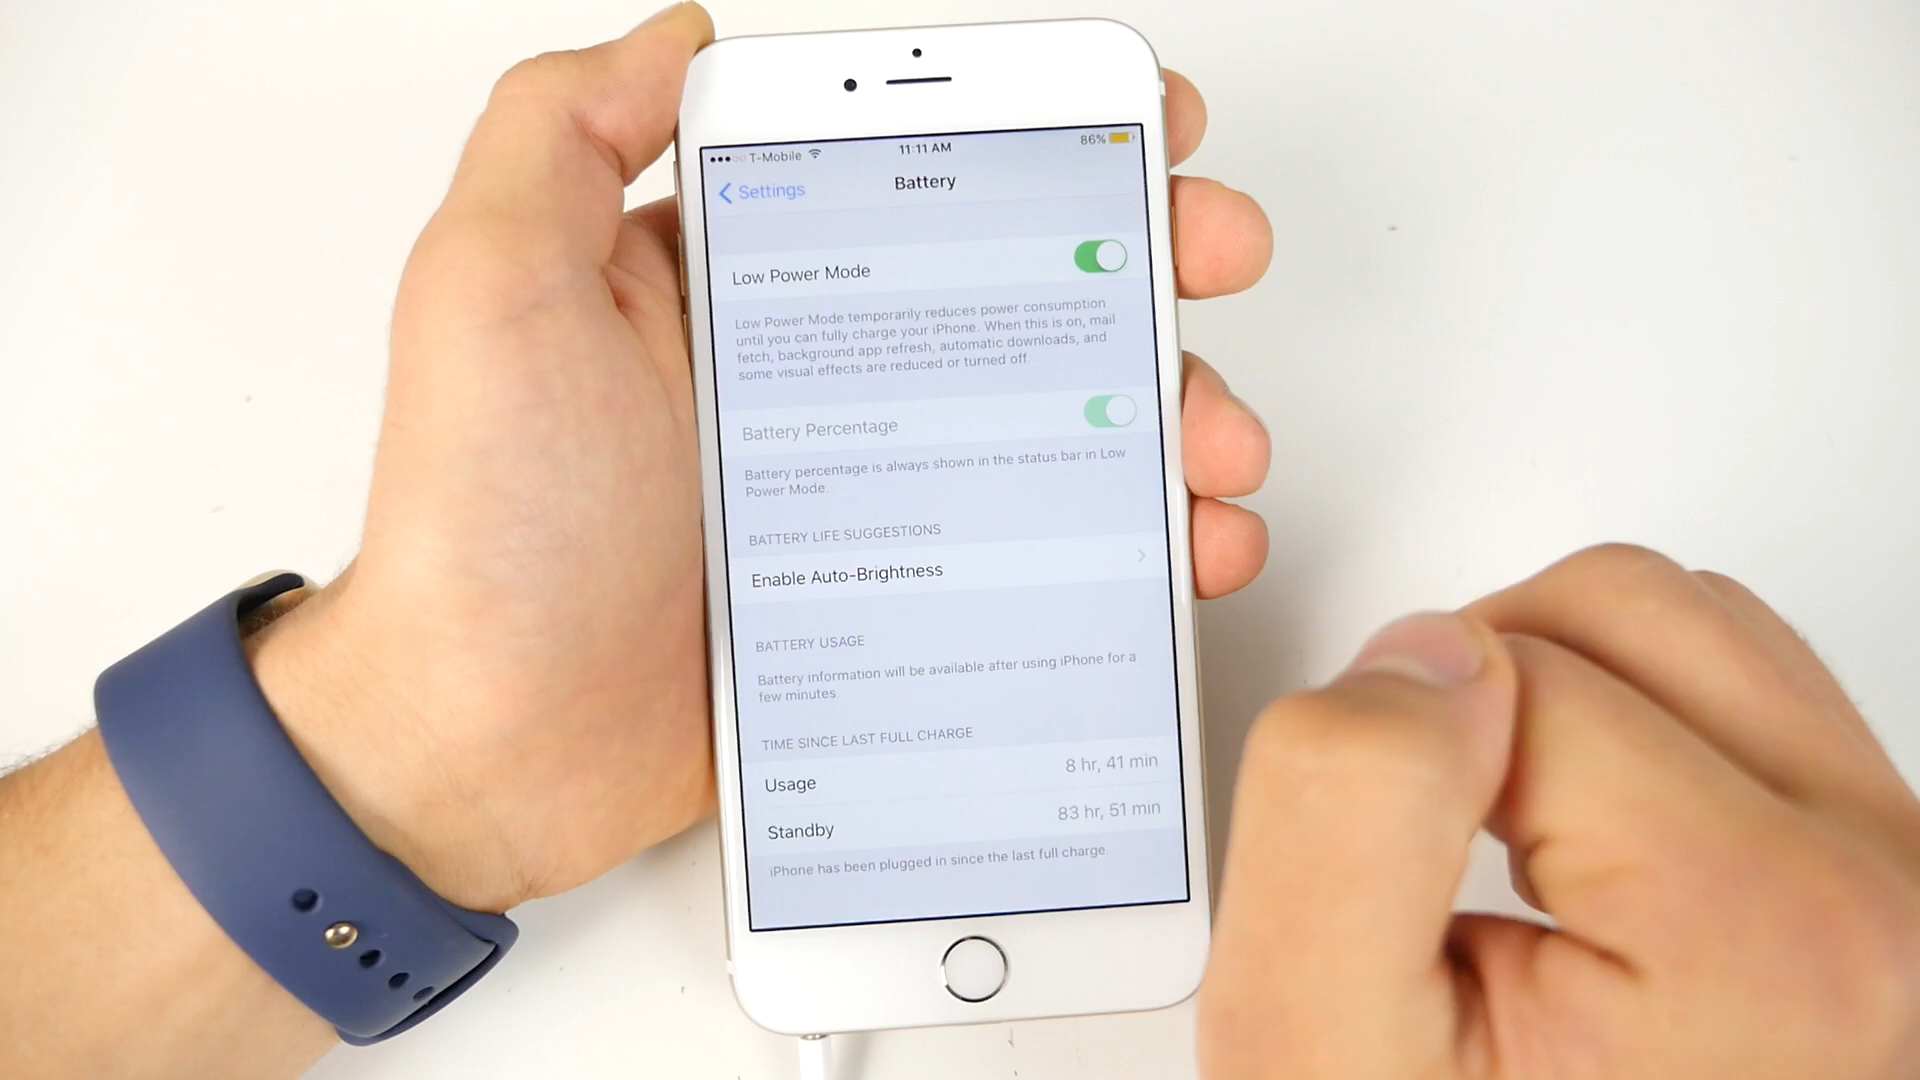 T-Mobile 11:11 AM 86%
Settings Battery
Low Power Mode
Low Power Mode temporarily reduces power consumption
until you can fully charge your iPhone. When this is on, mail
fetch, background app refresh, automatic downloads, and
some visual effects are reduced or turned off.
Battery Percentage
Battery percentage is always shown in the status bar in Low
Power Mode.
BATTERY LIFE SUGGESTIONS
Enable Auto-Brightness
BATTERY USAGE
Battery information will be available after using iPhone for a
few minutes
TIME SINCE LAST FULL CHARGE
Usage 8 hr, 41 min
Standby 83 hr, 51 min
iPhone has been plugged in since the last full charge.